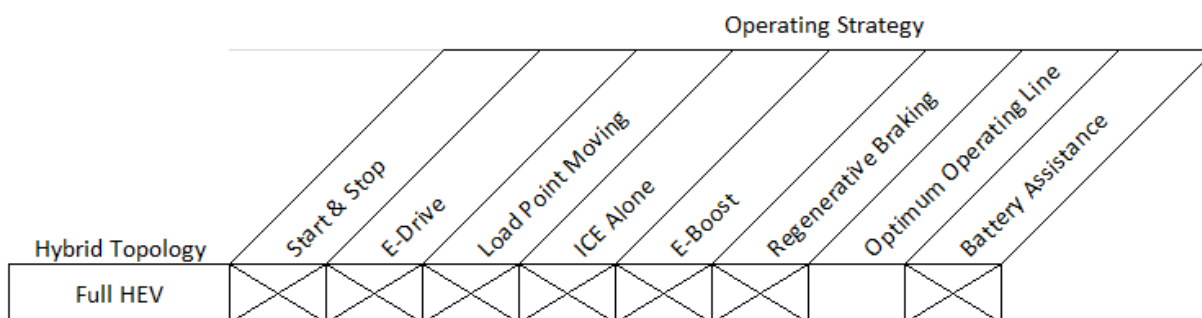 Operating Strategy
Start & Stop
E-Drive
Load Point Moving
ICE Alone
E-Boost
Regenerative Braking
Optimum Operating Line
Battery Assistance
Hybrid Topology
Full HEV